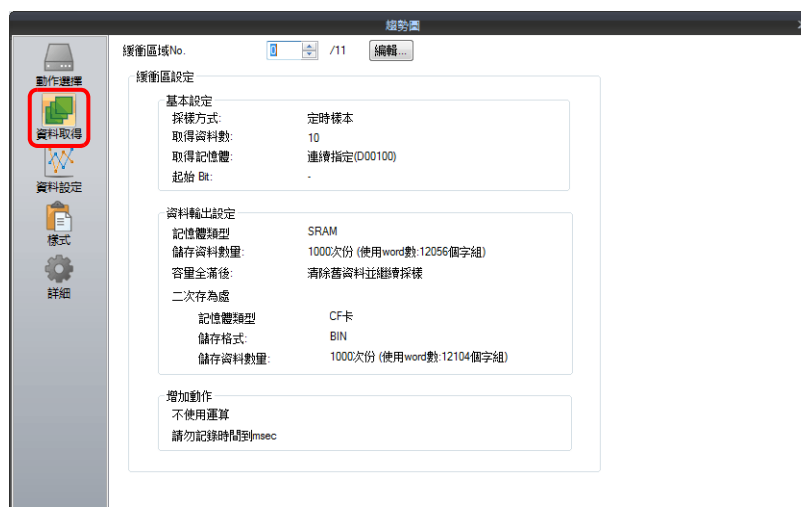 趨勢圖
動作選擇
資料取得
資料設定
樣式
詳細
緩衝區域No. 0 /11 編輯...
緩衝區設定
基本設定
採樣方式: 定時樣本
取得資料數: 10
取得記憶體: 連續指定(D00100)
起始 Bit: -
資料輸出設定
記憶體類型 SRAM
儲存資料數量: 1000次份 (使用word數:12056個字組)
容量全滿後: 清除舊資料並繼續採樣
二次存為處
記憶體類型 CF卡
儲存格式: BIN
儲存資料數量: 1000次份 (使用word數:12104個字組)
增加動作
不使用運算
請勿記錄時間到msec